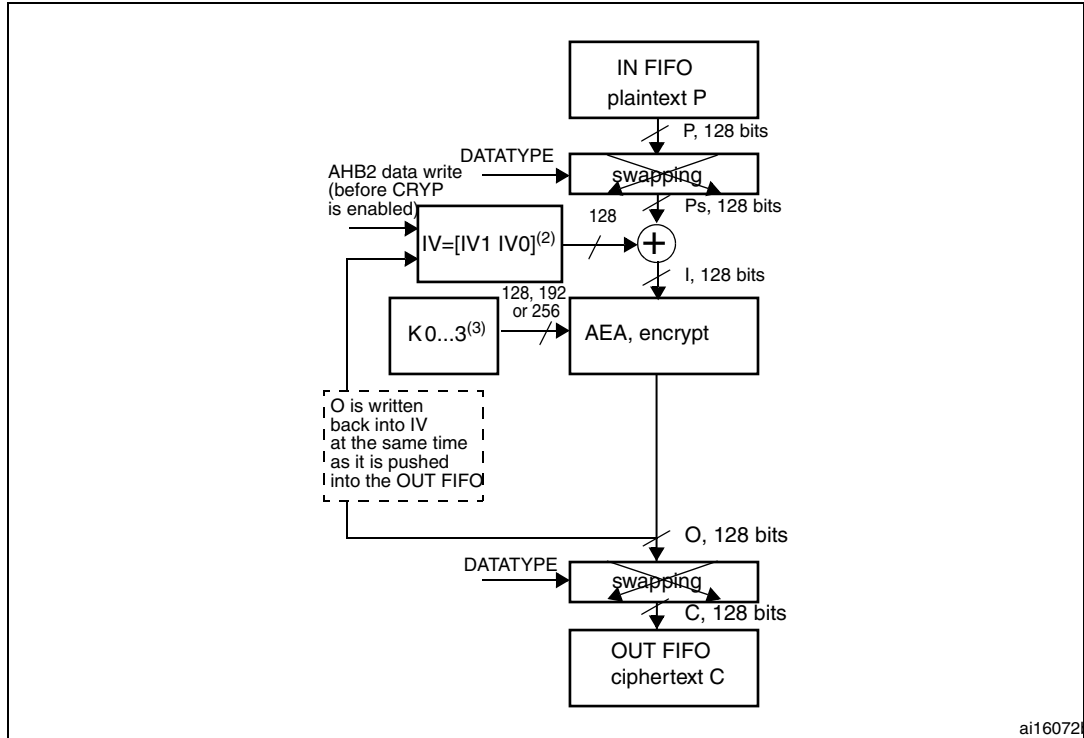 IN FIFO
plaintext P
P, 128 bits
DATATYPE
swapping
AHB2 data write
(before CRYP
is enabled)
Ps, 128 bits
IV=[IV1 IV0](2)
128
+
I, 128 bits
128, 192
or 256
K 0...3(3)
AEA, encrypt
O is written
back into IV
at the same time
as it is pushed
into the OUT FIFO
O, 128 bits
DATATYPE
swapping
C, 128 bits
OUT FIFO
ciphertext C